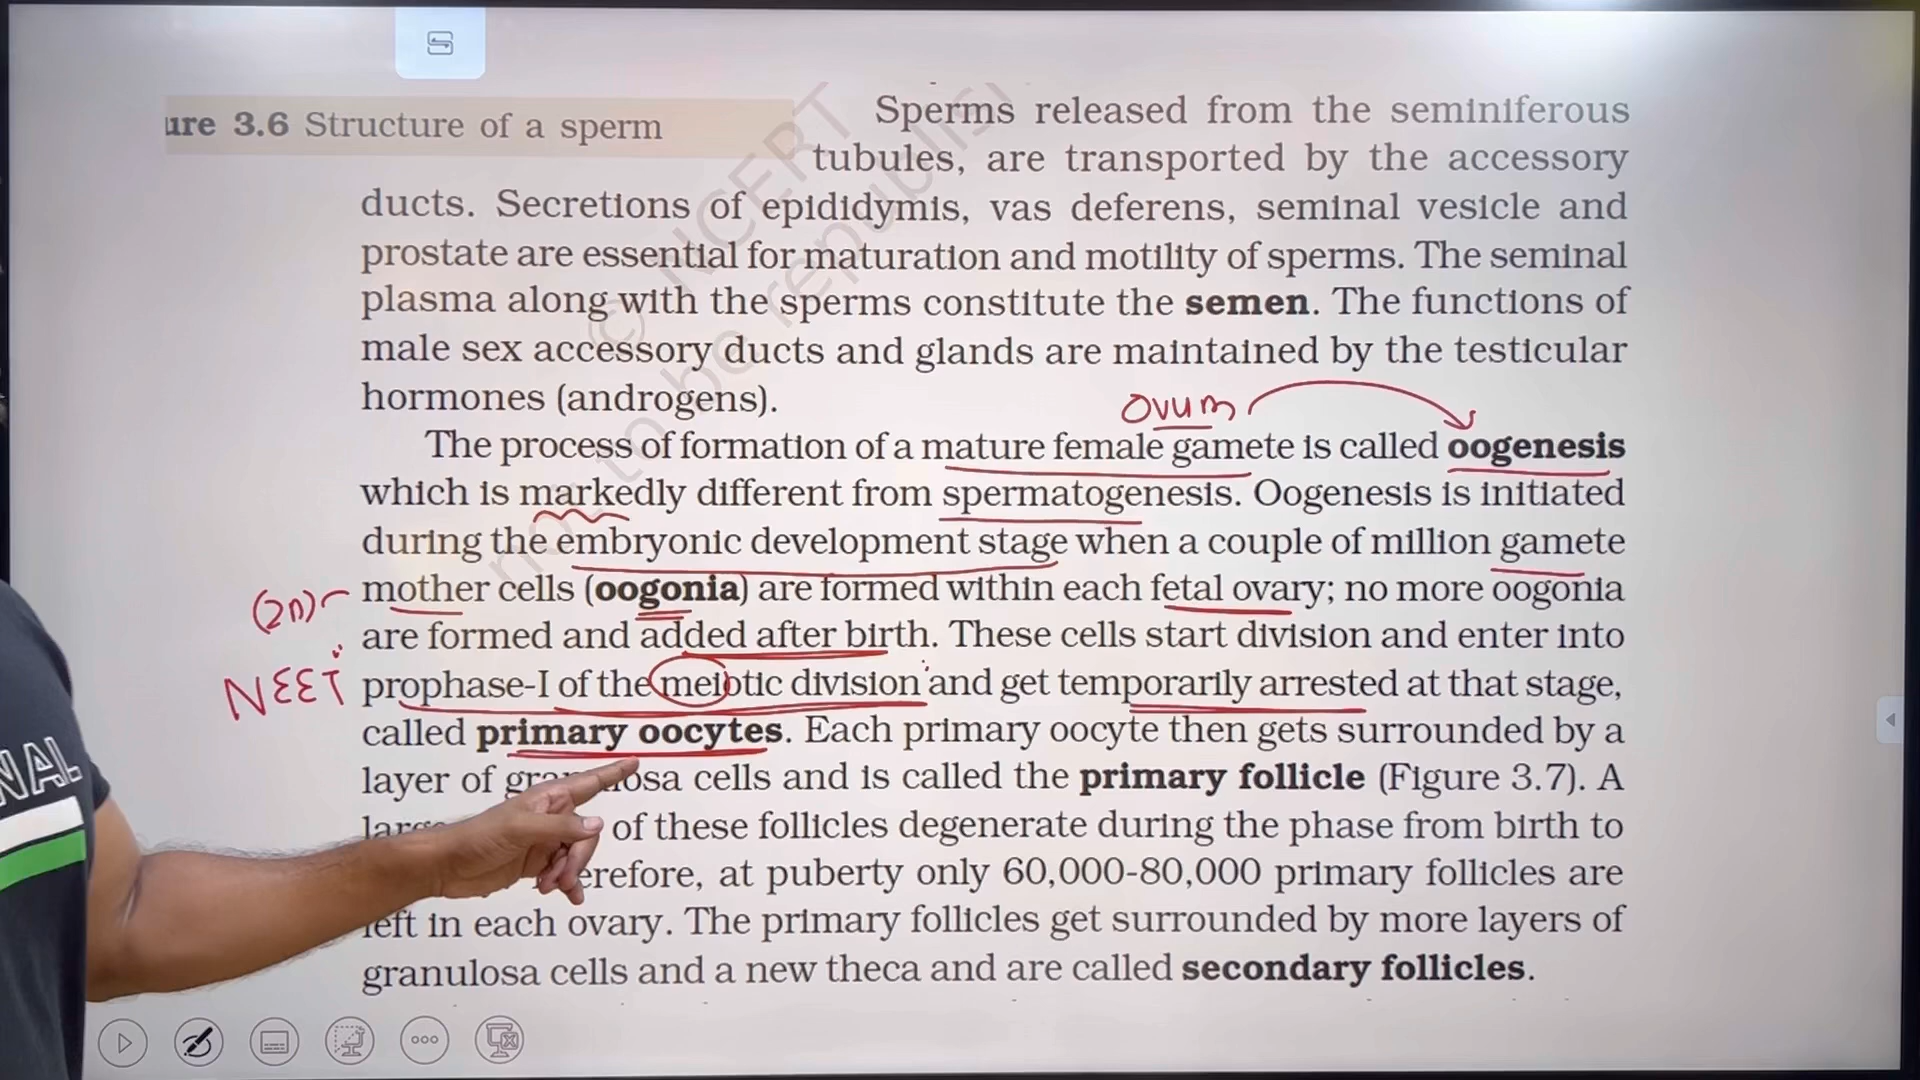 ure 3.6 Structure of a sperm
Sperms released from the seminiferous
tubules, are transported by the accessory
ducts. Secretions of epididymis, vas deferens, seminal vesicle and
prostate are essential for maturation and motility of sperms. The seminal
plasma along with the sperms constitute the semen. The functions of
male sex accessory ducts and glands are maintained by the testicular
hormones (androgens).
Ovum
The process of formation of a mature female gamete is called oogenesis
which is markedly different from spermatogenesis. Oogenesis is initiated
during the embryonic development stage when a couple of million gamete
(2n) mother cells (oogonia) are formed within each fetal ovary; no more oogonia
are formed and added after birth. These cells start division and enter into
NEET prophase-I of the meiotic division and get temporarily arrested at that stage,
called primary oocytes. Each primary oocyte then gets surrounded by a
layer of osa cells and is called the primary follicle (Figure 3.7). A
of these follicles degenerate during the phase from birth to
erefore, at puberty only 60,000-80,000 primary follicles are
left in each ovary. The primary follicles get surrounded by more layers of
granulosa cells and a new theca and are called secondary follicles.
© NCERT
not to be republis
NAL